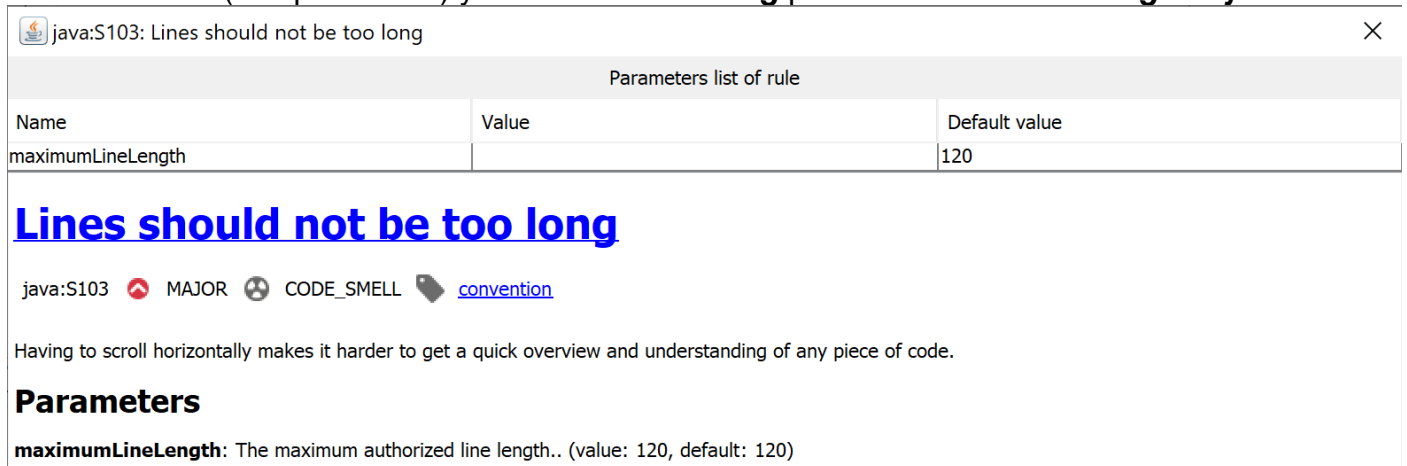 java:S103: Lines should not be too long
Parameters list of rule
Name Value Default value
maximumLineLength 120
Lines should not be too long
java:S103 MAJOR CODE_SMELL convention
Having to scroll horizontally makes it harder to get a quick overview and understanding of any piece of code.
Parameters
maximumLineLength: The maximum authorized line length.. (value: 120, default: 120)